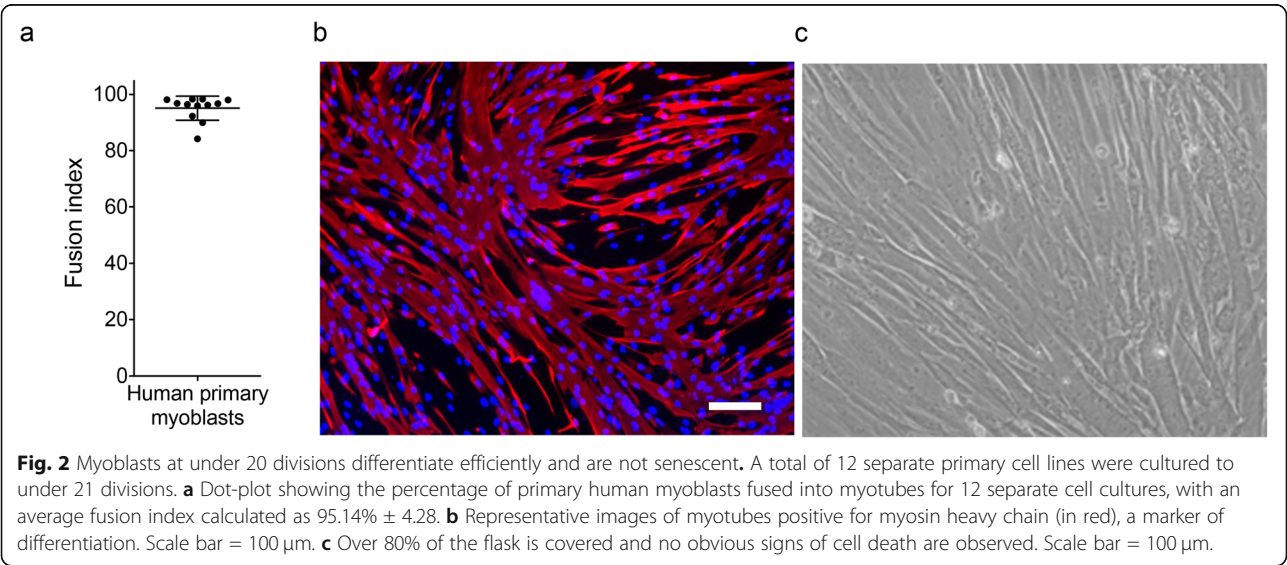 a
b
c
100
80
60
40
20
0
Fusion index
Human primary
myoblasts
Fig. 2 Myoblasts at under 20 divisions differentiate efficiently and are not senescent. A total of 12 separate primary cell lines were cultured to
under 21 divisions. a Dot-plot showing the percentage of primary human myoblasts fused into myotubes for 12 separate cell cultures, with an
average fusion index calculated as 95.14% ± 4.28. b Representative images of myotubes positive for myosin heavy chain (in red), a marker of
differentiation. Scale bar = 100 μm. c Over 80% of the flask is covered and no obvious signs of cell death are observed. Scale bar = 100 μm.